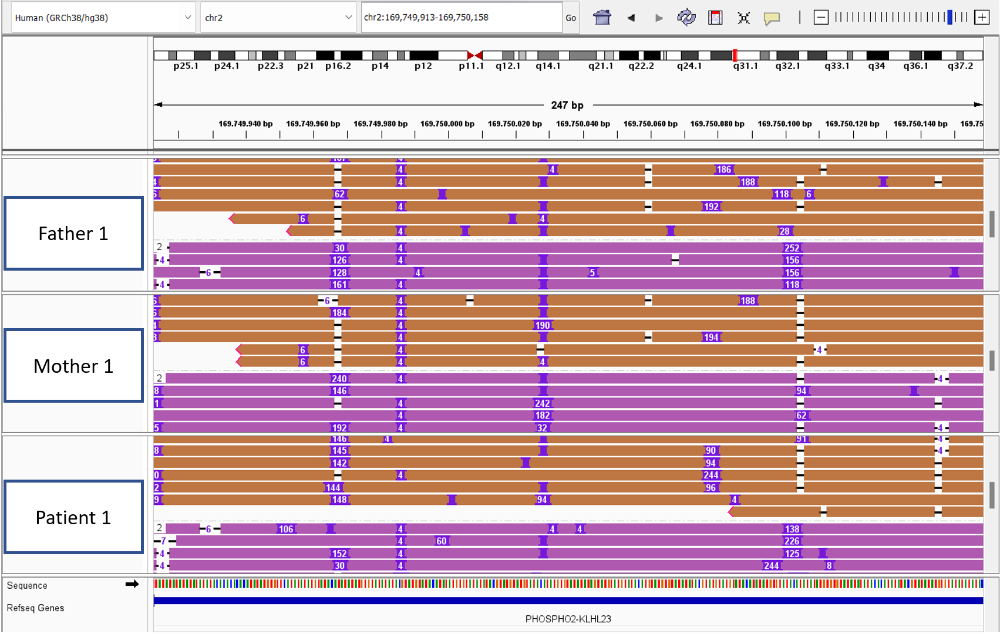 Human (GRCh38/hg38) chr2 chr2:169,749,913-169,750,158 Go
p25.1 p24.1 p22.3 p21 p16.2 p14 p12 p11.1 q12.1 q14.1 q21.1 q22.2 q24.1 q31.1 q32.1 q33.1 q34 q36.1 q37.2
247 bp
169.749.940 bp 169.749.960 bp 169.749.980 bp 169.750.000 bp 169.750.020 bp 169.750.040 bp 169.750.060 bp 169.750.080 bp 169.750.100 bp 169.750.120 bp 169.750.140 bp 169.75
4 4 186
4 4 188
6 62 118 6
4 192
6 4
4 28
Father 1
2 30 4 252
4 126 4 156
6 128 4 5 156
4 161 4 118
6 6 4 188
6 184 4
4 4 190
3 4 194
6 4 4
6 4 4
Mother 1
2 240 4 4
8 146 94
1 4 242
4 182 62
5 192 4 32 4
146 4 91 4
8 145 90 4
142 94
0 4 244
2 144 96
9 148 94 4
Patient 1
2 6 106 4 4 4 138
7 4 60 226
4 152 4 125
4 30 4 244 8
Sequence
Refseq Genes
PHOSPHO2-KLHL23